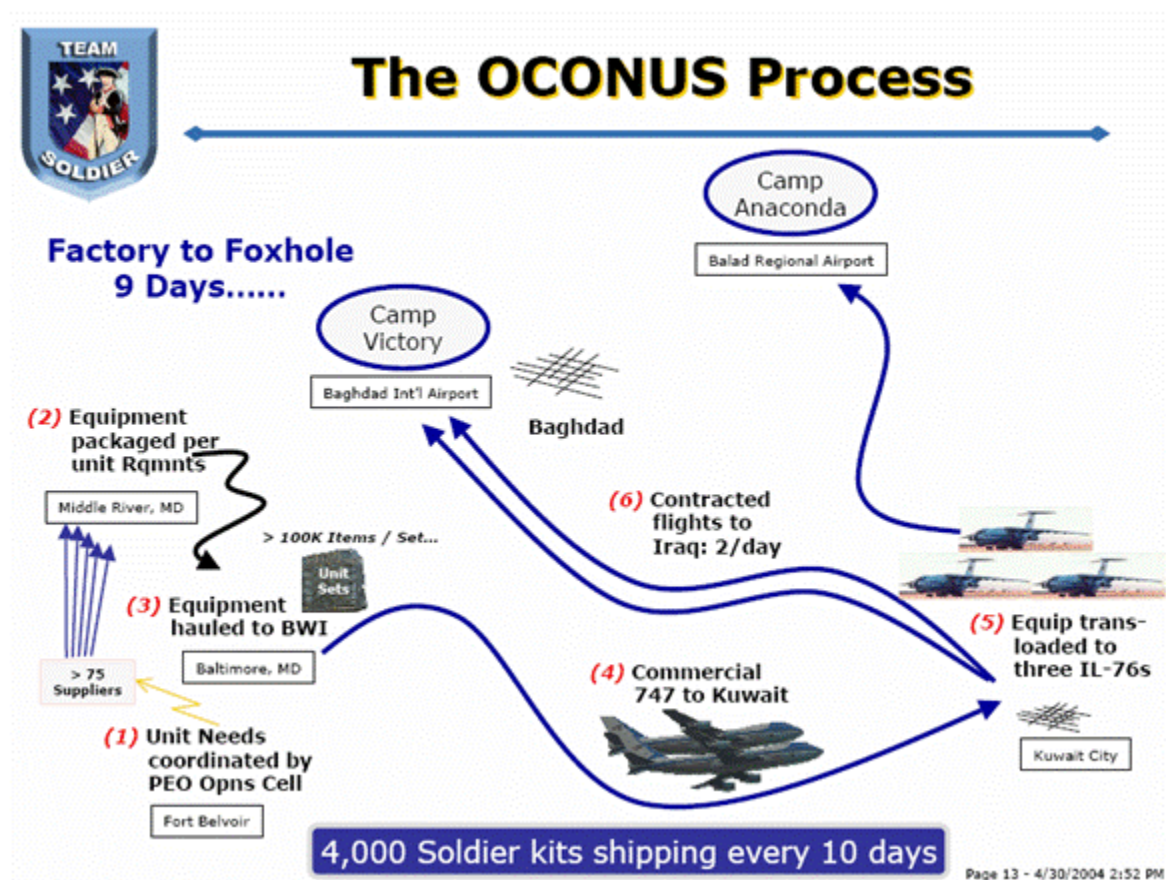 TEAM
SOLDIER
The OCONUS Process
Camp
Anaconda
Balad Regional Airport
Factory to Foxhole
9 Days......
Camp
Victory
Baghdad Int'l Airport
Baghdad
(2) Equipment
packaged per
unit Rqmnts
Middle River, MD
> 100K Items / Set...
Unit
Sets
(3) Equipment
hauled to BWI
Baltimore, MD
> 75
Suppliers
(1) Unit Needs
coordinated by
PEO Opns Cell
Fort Belvoir
(6) Contracted
flights to
Iraq: 2/day
(4) Commercial
747 to Kuwait
(5) Equip trans-
loaded to
three IL-76s
Kuwait City
4,000 Soldier kits shipping every 10 days
Page 13 - 4/30/2004 2:52 PM